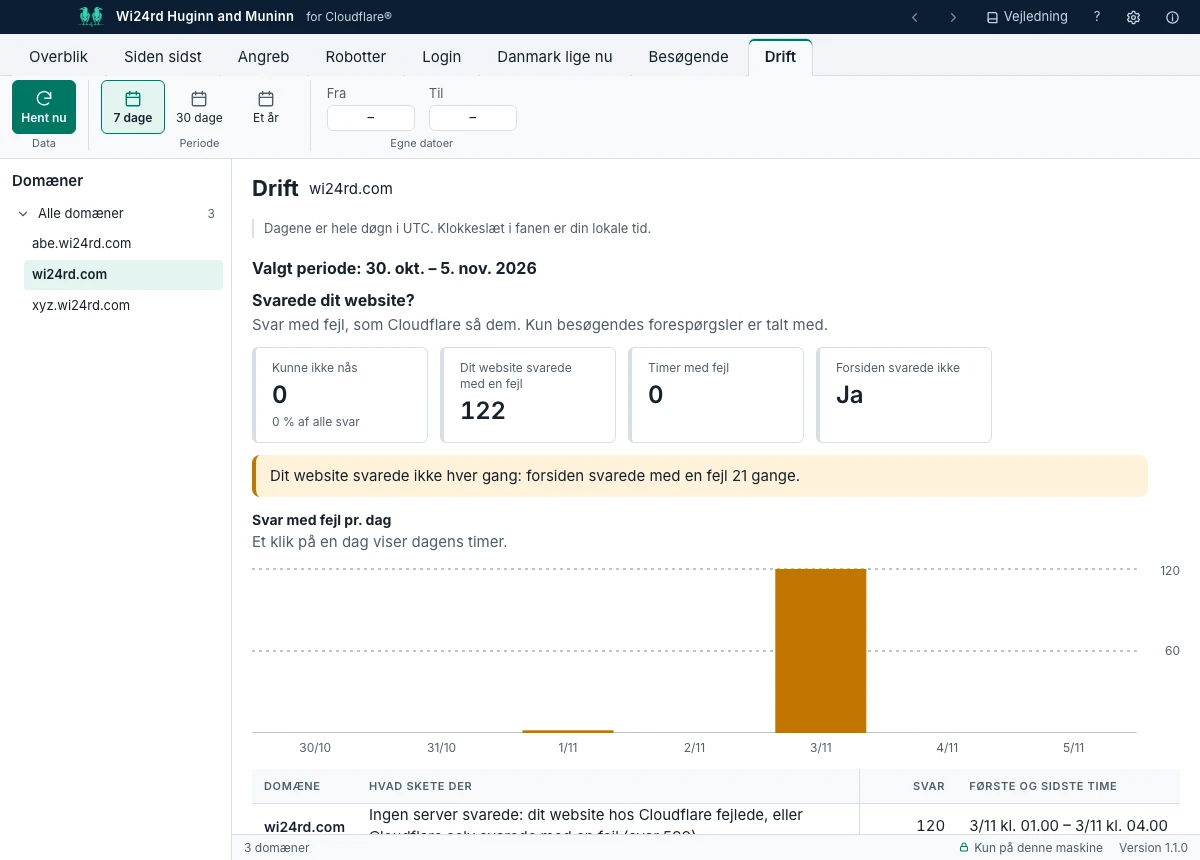 Wi24rd Huginn and Muninn for Cloudflare®
Vejledning ?
Overblik Siden sidst Angreb Robotter Login Danmark lige nu Besøgende Drift
Hent nu
Data
7 dage 30 dage Et år
Periode
Fra Til
– –
Egne datoer
Domæner
Alle domæner 3
abe.wi24rd.com
wi24rd.com
xyz.wi24rd.com
Drift wi24rd.com
Dagene er hele døgn i UTC. Klokkeslæt i fanen er din lokale tid.
Valgt periode: 30. okt. – 5. nov. 2026
Svarede dit website?
Svar med fejl, som Cloudflare så dem. Kun besøgendes forespørgsler er talt med.
Kunne ikke nås
0
0 % af alle svar
Dit website svarede
med en fejl
122
Timer med fejl
0
Forsiden svarede ikke
Ja
Dit website svarede ikke hver gang: forsiden svarede med en fejl 21 gange.
Svar med fejl pr. dag
Et klik på en dag viser dagens timer.
120
60
30/10 31/10 1/11 2/11 3/11 4/11 5/11
DOMÆNE HVAD SKETE DER SVAR FØRSTE OG SIDSTE TIME
wi24rd.com
Ingen server svarede: dit website hos Cloudflare fejlede, eller
120 3/11 kl. 01.00 – 3/11 kl. 04.00
3 domæner
Kun på denne maskine Version 1.1.0